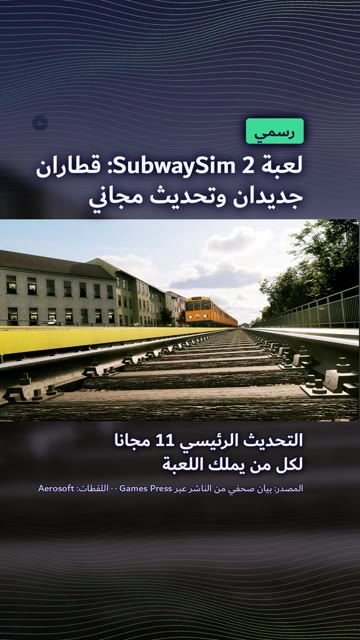 رسمي
لعبة SubwaySim 2: قطاران
جديدان وتحديث مجاني
التحديث الرئيسي 11 مجانا
لكل من يملك اللعبة
المصدر: بيان صحفي من الناشر عبر Games Press -- اللقطات: Aerosoft